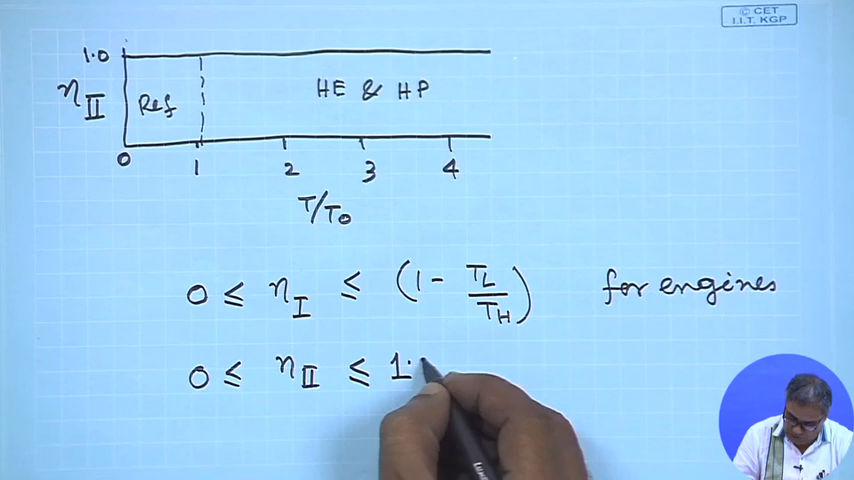 © CET
I.I.T. KGP
1.0
η_II
Ref
HE & HP
0 1 2 3 4
T/T₀
0 ≤ η_I ≤ (1 - T_L/T_H) for engines
0 ≤ η_II ≤ 1.